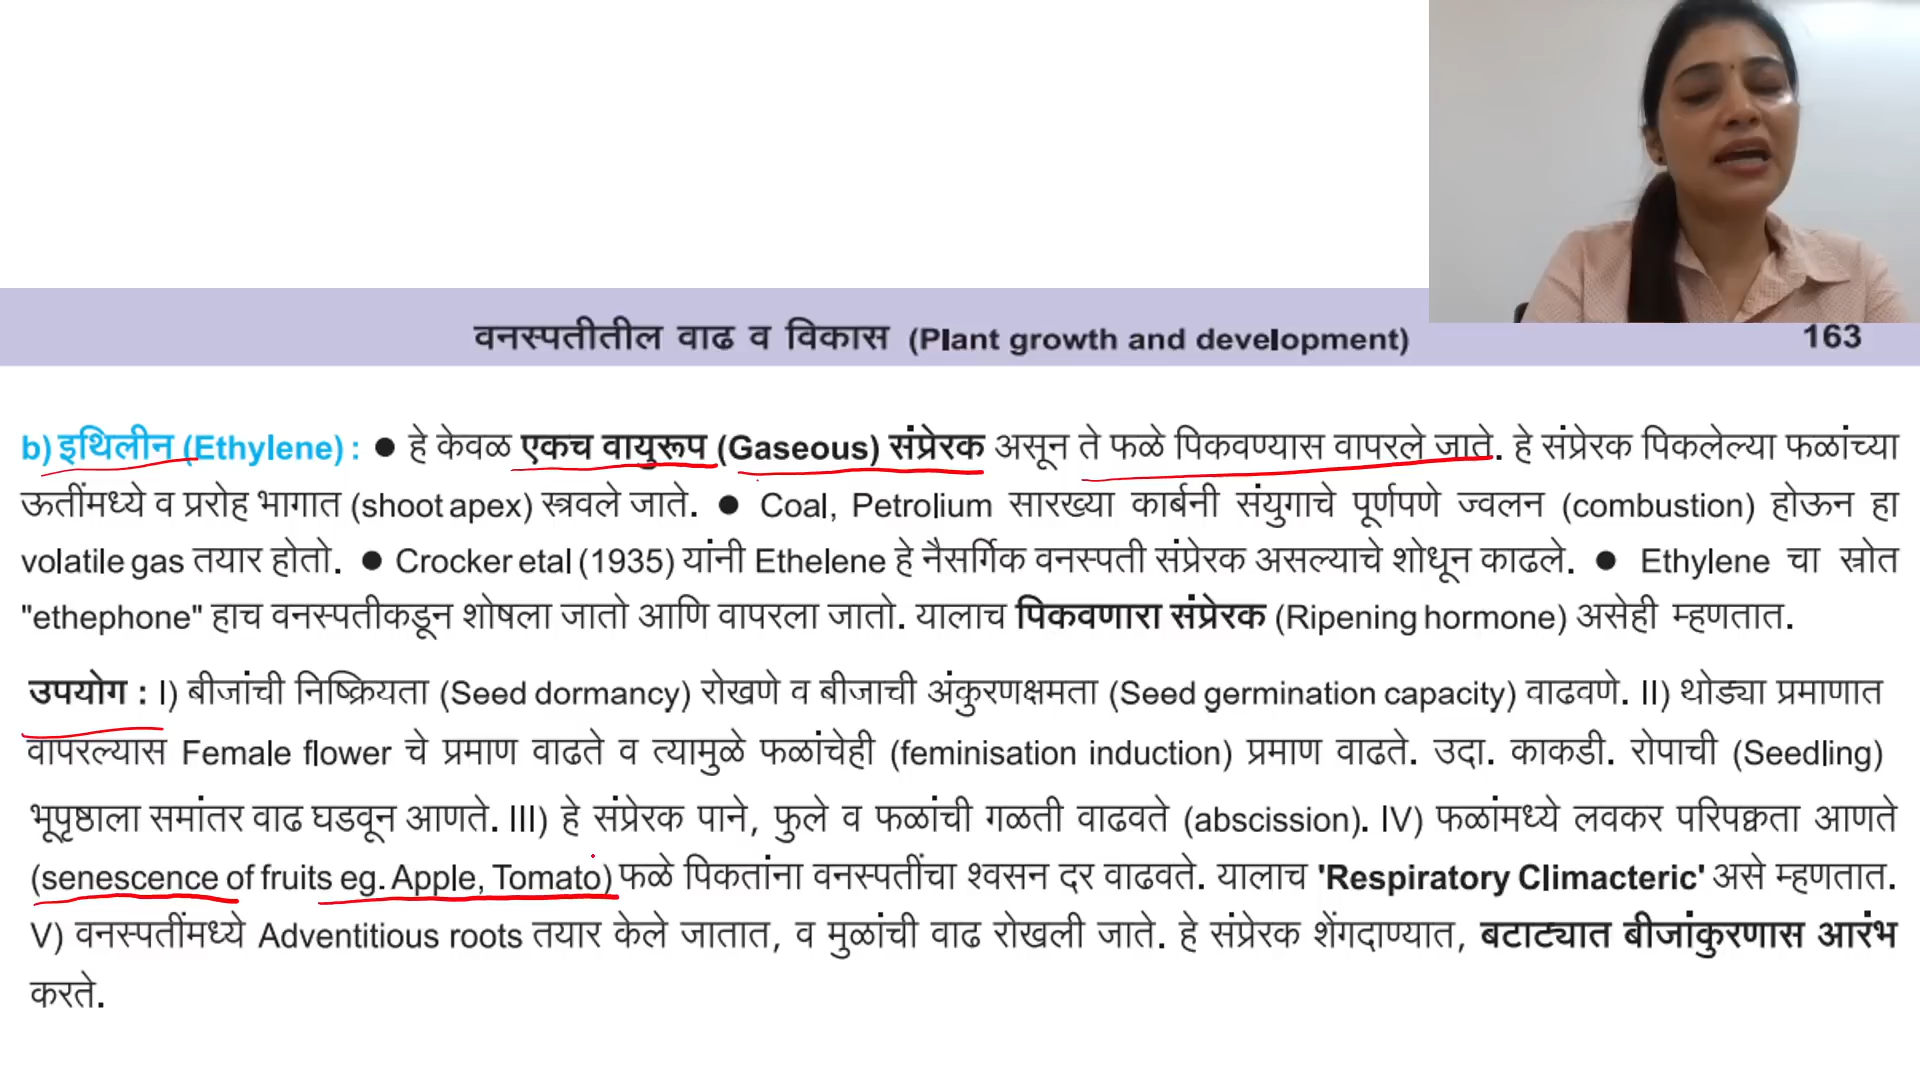 वनस्पतीतील वाढ व विकास (Plant growth and development) 163
b) इथिलीन (Ethylene) : ● हे केवळ एकच वायुरूप (Gaseous) संप्रेरक असून ते फळे पिकवण्यास वापरले जाते. हे संप्रेरक पिकलेल्या फळांच्या
ऊतींमध्ये व प्ररोह भागात (shoot apex) स्त्रवले जाते. ● Coal, Petrolium सारख्या कार्बनी संयुगाचे पूर्णपणे ज्वलन (combustion) होऊन हा
volatile gas तयार होतो. ● Crocker etal (1935) यांनी Ethelene हे नैसर्गिक वनस्पती संप्रेरक असल्याचे शोधून काढले. ● Ethylene चा स्रोत
"ethephone" हाच वनस्पतीकडून शोषला जातो आणि वापरला जातो. यालाच पिकवणारा संप्रेरक (Ripening hormone) असेही म्हणतात.
उपयोग : I) बीजांची निष्क्रियता (Seed dormancy) रोखणे व बीजाची अंकुरणक्षमता (Seed germination capacity) वाढवणे. II) थोड्या प्रमाणात
वापरल्यास Female flower चे प्रमाण वाढते व त्यामुळे फळांचेही (feminisation induction) प्रमाण वाढते. उदा. काकडी. रोपाची (Seedling)
भूपृष्ठाला समांतर वाढ घडवून आणते. III) हे संप्रेरक पाने, फुले व फळांची गळती वाढवते (abscission). IV) फळांमध्ये लवकर परिपक्वता आणते
(senescence of fruits eg. Apple, Tomato) फळे पिकतांना वनस्पतींचा श्वसन दर वाढवते. यालाच 'Respiratory Climacteric' असे म्हणतात.
V) वनस्पतींमध्ये Adventitious roots तयार केले जातात, व मुळांची वाढ रोखली जाते. हे संप्रेरक शेंगदाण्यात, बटाट्यात बीजांकुरणास आरंभ
करते.